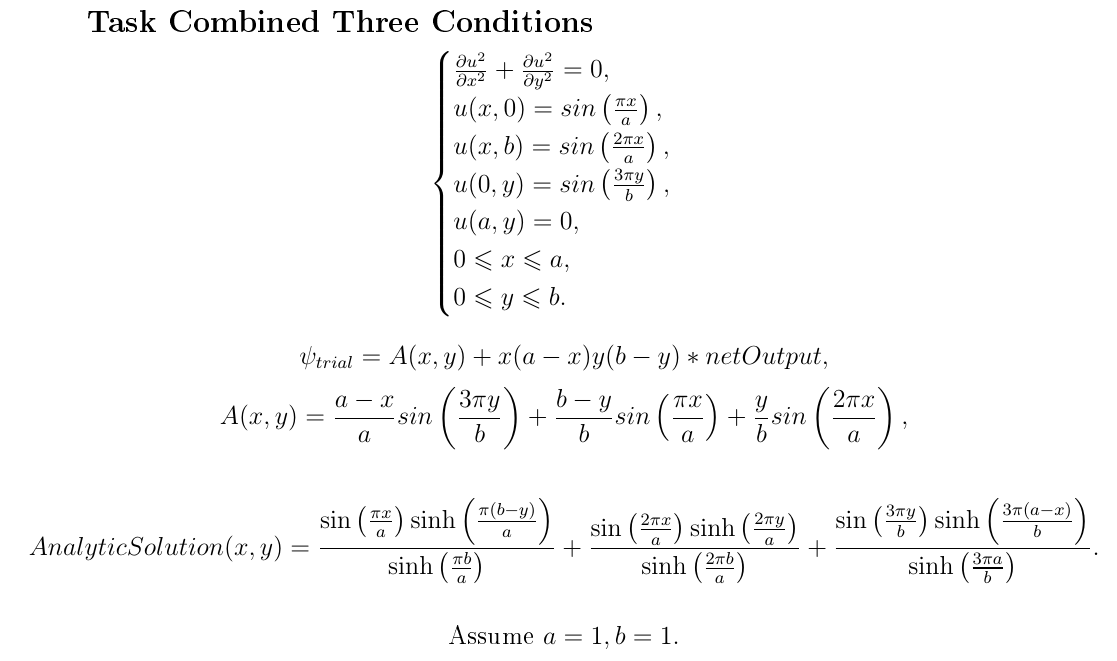 Task Combined Three Conditions
\begin{cases} \frac{\partial u^2}{\partial x^2} + \frac{\partial u^2}{\partial y^2} = 0,
u(x, 0) = sin\left(\frac{\pi x}{a}\right),
u(x, b) = sin\left(\frac{2\pi x}{a}\right),
u(0, y) = sin\left(\frac{3\pi y}{b}\right),
u(a, y) = 0,
0 \leqslant x \leqslant a,
0 \leqslant y \leqslant b. \end{cases}
\psi_{trial} = A(x, y) + x(a - x)y(b - y) * netOutput,
A(x, y) = \frac{a - x}{a} sin\left(\frac{3\pi y}{b}\right) + \frac{b - y}{b} sin\left(\frac{\pi x}{a}\right) + \frac{y}{b} sin\left(\frac{2\pi x}{a}\right),
AnalyticSolution(x, y) = \frac{\sin\left(\frac{\pi x}{a}\right) \sinh\left(\frac{\pi(b-y)}{a}\right)}{\sinh\left(\frac{\pi b}{a}\right)} + \frac{\sin\left(\frac{2\pi x}{a}\right) \sinh\left(\frac{2\pi y}{a}\right)}{\sinh\left(\frac{2\pi b}{a}\right)} + \frac{\sin\left(\frac{3\pi y}{b}\right) \sinh\left(\frac{3\pi(a-x)}{b}\right)}{\sinh\left(\frac{3\pi a}{b}\right)}.
Assume a = 1, b = 1.